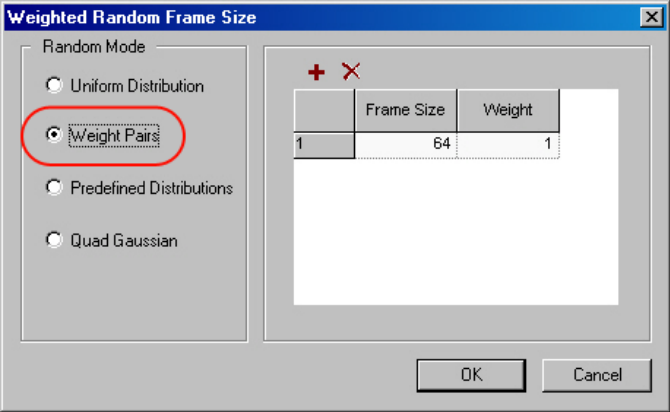 Weighted Random Frame Size
Random Mode
Uniform Distribution
Weight Pairs
Predefined Distributions
Quad Gaussian
Frame Size Weight
1 64 1
OK Cancel